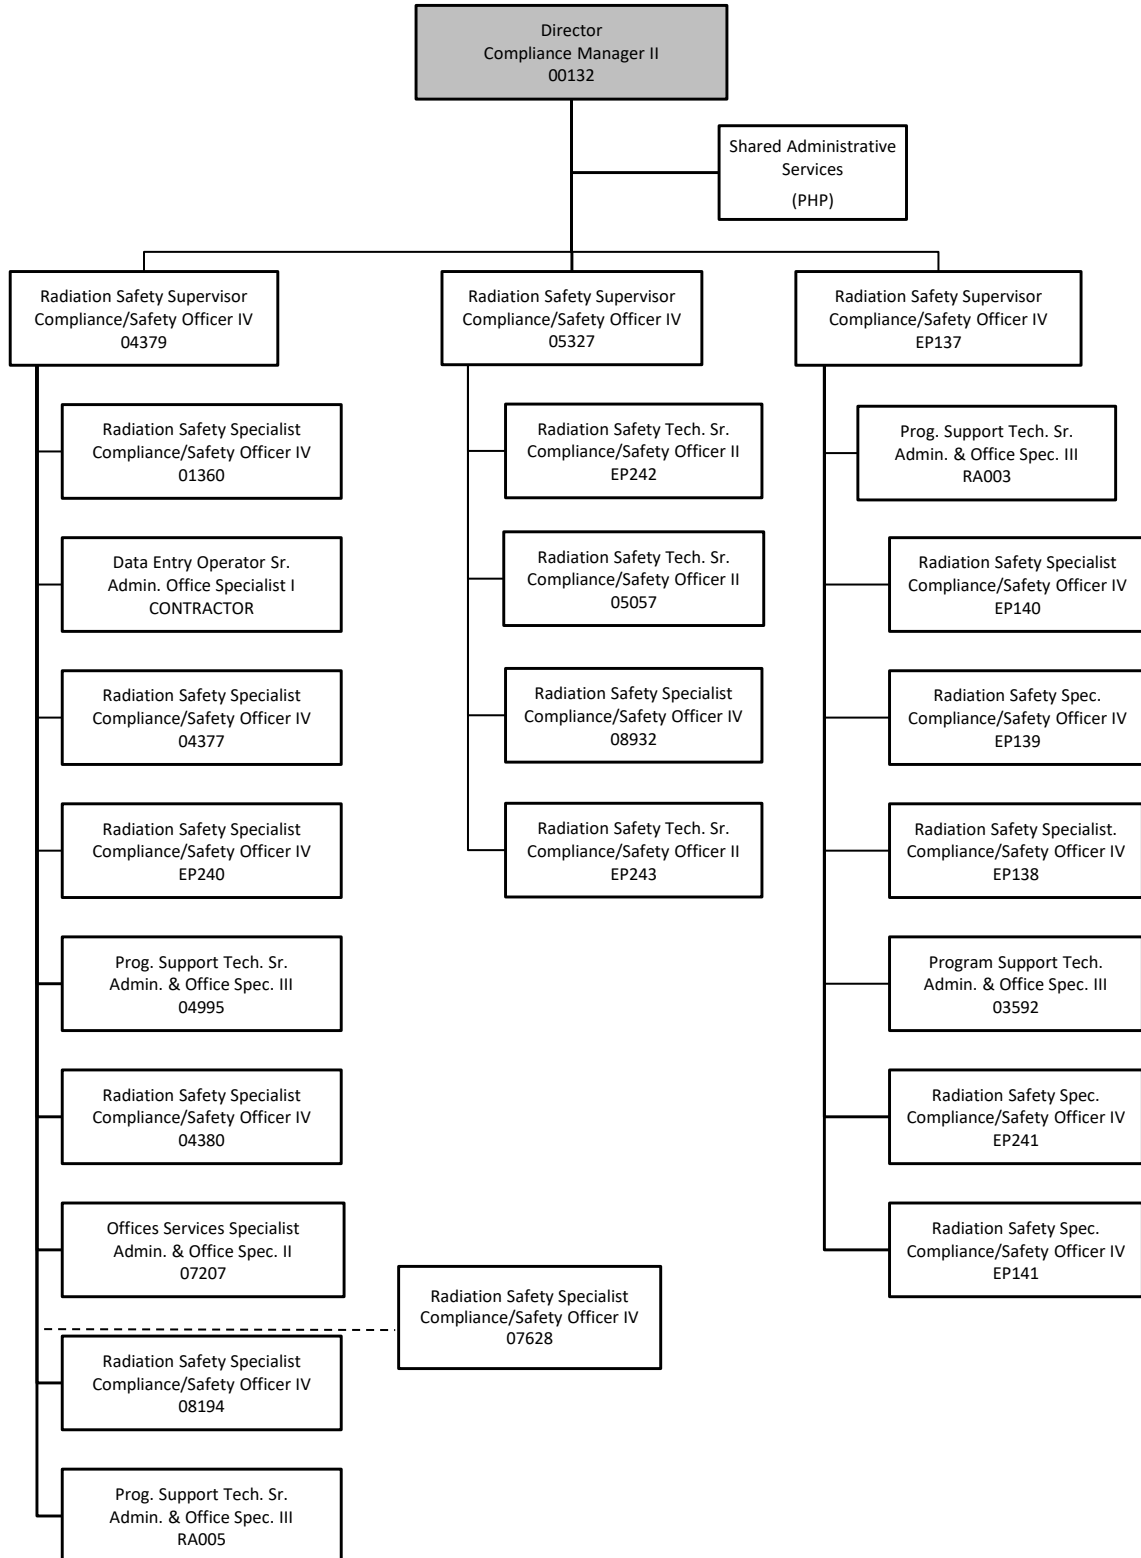 Director
Compliance Manager II
00132
Shared Administrative
Services
(PHP)
Radiation Safety Supervisor
Compliance/Safety Officer IV
04379
Radiation Safety Supervisor
Compliance/Safety Officer IV
05327
Radiation Safety Supervisor
Compliance/Safety Officer IV
EP137
Radiation Safety Specialist
Compliance/Safety Officer IV
01360
Data Entry Operator Sr.
Admin. Office Specialist I
CONTRACTOR
Radiation Safety Specialist
Compliance/Safety Officer IV
04377
Radiation Safety Specialist
Compliance/Safety Officer IV
EP240
Prog. Support Tech. Sr.
Admin. & Office Spec. III
04995
Radiation Safety Specialist
Compliance/Safety Officer IV
04380
Offices Services Specialist
Admin. & Office Spec. II
07207
Radiation Safety Specialist
Compliance/Safety Officer IV
08194
Prog. Support Tech. Sr.
Admin. & Office Spec. III
RA005
Radiation Safety Specialist
Compliance/Safety Officer IV
07628
Radiation Safety Tech. Sr.
Compliance/Safety Officer II
EP242
Radiation Safety Tech. Sr.
Compliance/Safety Officer II
05057
Radiation Safety Specialist
Compliance/Safety Officer IV
08932
Radiation Safety Tech. Sr.
Compliance/Safety Officer II
EP243
Prog. Support Tech. Sr.
Admin. & Office Spec. III
RA003
Radiation Safety Specialist
Compliance/Safety Officer IV
EP140
Radiation Safety Spec.
Compliance/Safety Officer IV
EP139
Radiation Safety Specialist.
Compliance/Safety Officer IV
EP138
Program Support Tech.
Admin. & Office Spec. III
03592
Radiation Safety Spec.
Compliance/Safety Officer IV
EP241
Radiation Safety Spec.
Compliance/Safety Officer IV
EP141